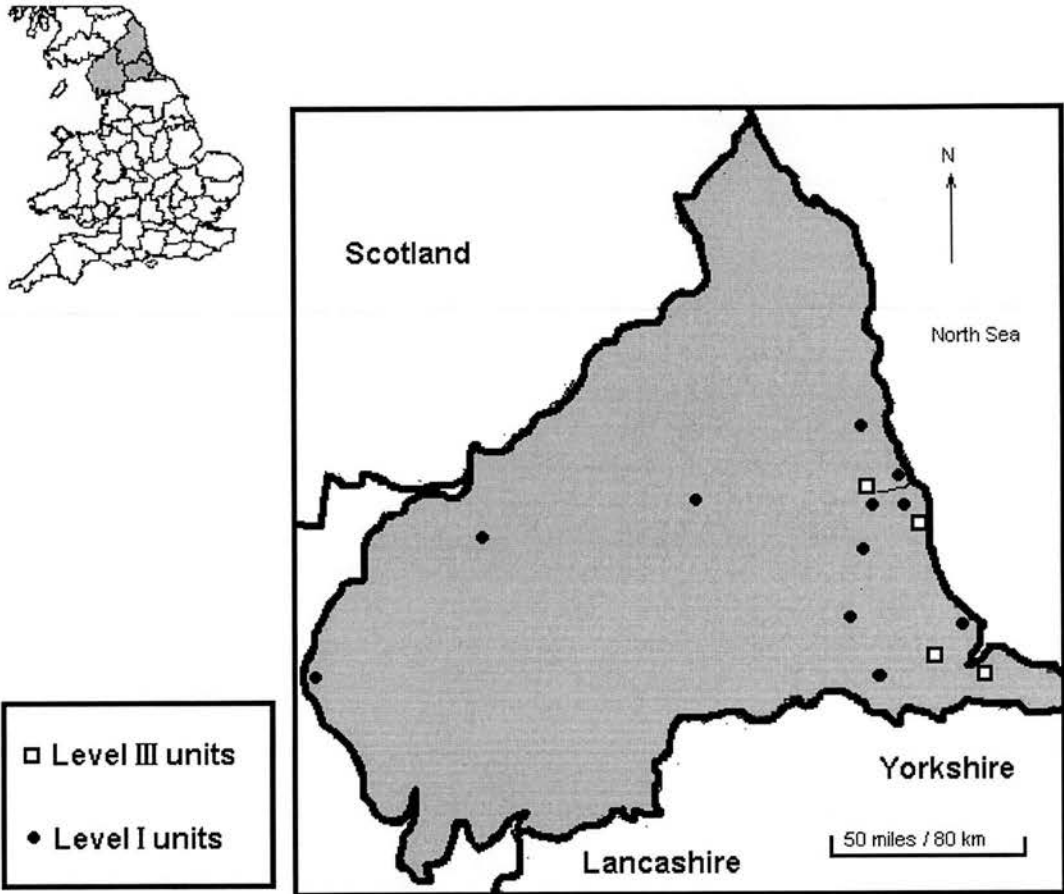 Scotland
N
North Sea
Yorkshire
50 miles / 80 km
Lancashire
Level III units
Level I units